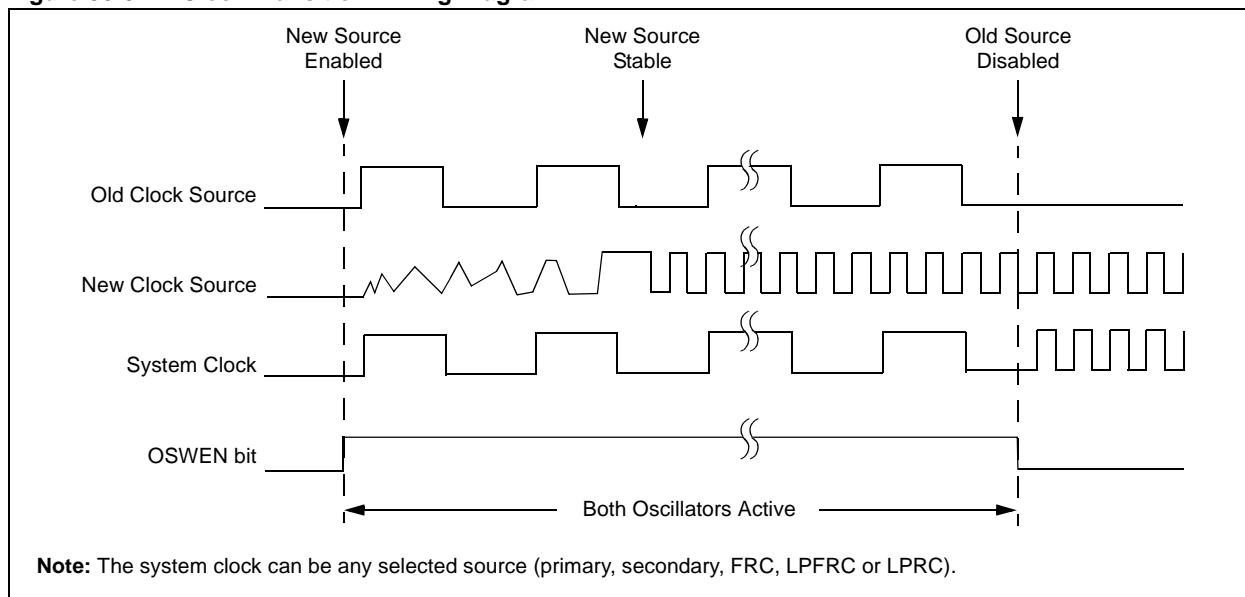 New Source
Enabled
New Source
Stable
Old Source
Disabled
Old Clock Source
New Clock Source
System Clock
OSWEN bit
Both Oscillators Active
Note: The system clock can be any selected source (primary, secondary, FRC, LPFRC or LPRC).